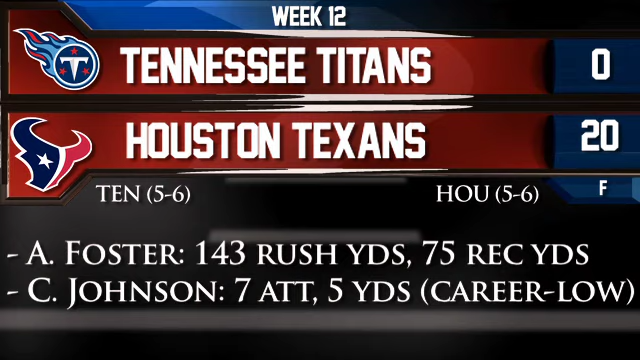 WEEK 12
TENNESSEE TITANS 0
HOUSTON TEXANS 20
TEN (5-6) HOU (5-6) F
- A. FOSTER: 143 RUSH YDS, 75 REC YDS
- C. JOHNSON: 7 ATT, 5 YDS (CAREER-LOW)